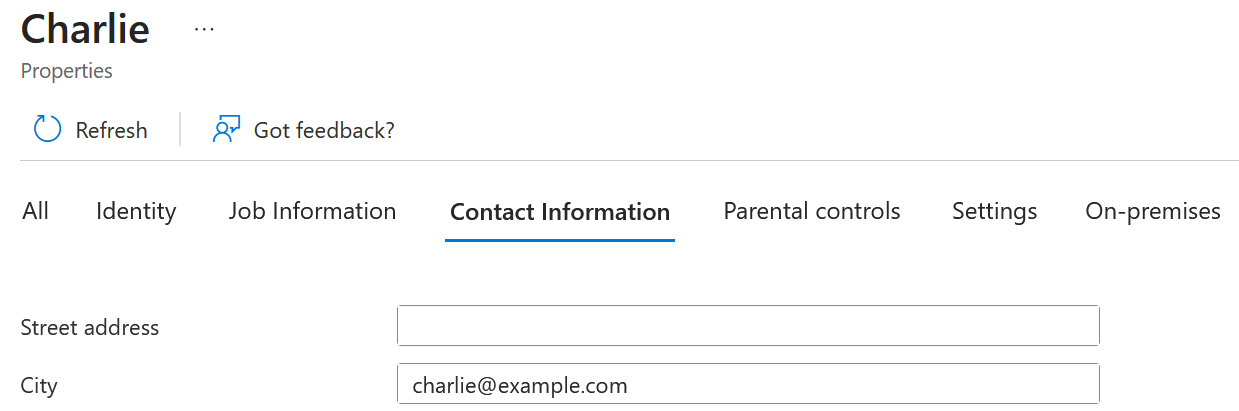 Charlie ...
Properties
Refresh Got feedback?
All Identity Job Information Contact Information Parental controls Settings On-premises
Street address
City charlie@example.com